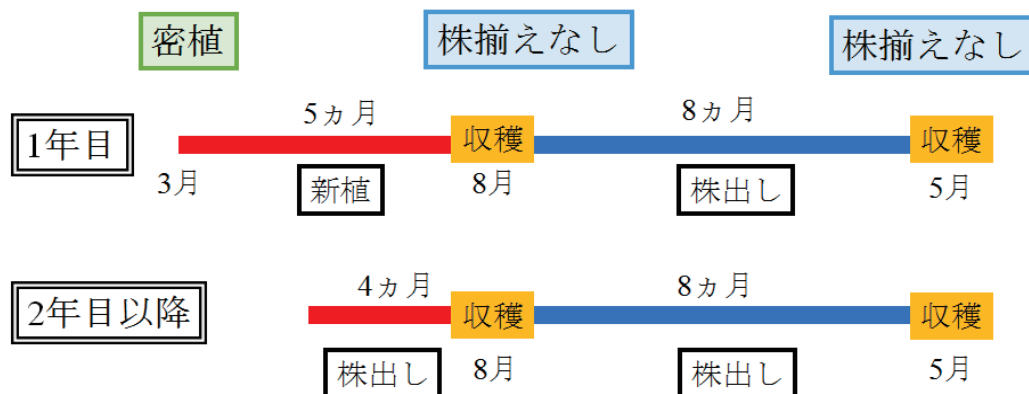 密植
株揃えなし
株揃えなし
1年目
5ヵ月
8ヵ月
収穫
収穫
3月
新植
8月
株出し
5月
2年目以降
4ヵ月
8ヵ月
収穫
収穫
株出し
8月
株出し
5月